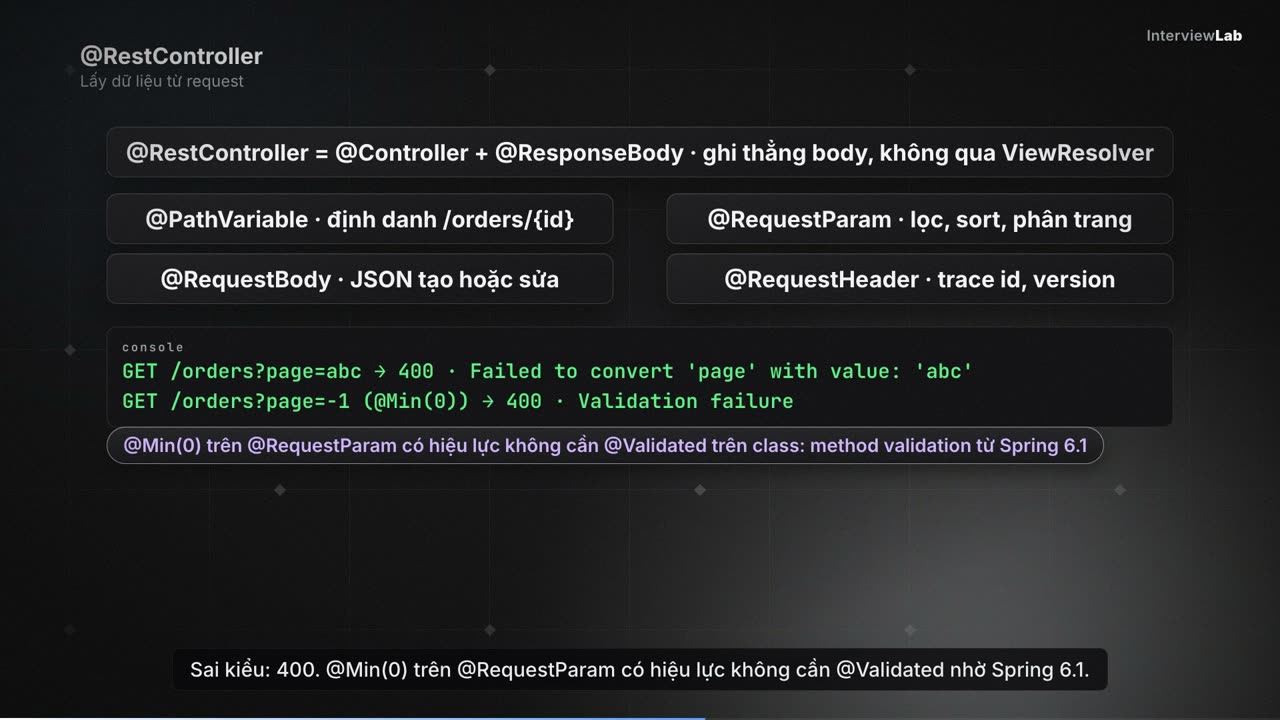 InterviewLab
@RestController
Lấy dữ liệu từ request
@RestController = @Controller + @ResponseBody · ghi thẳng body, không qua ViewResolver
@PathVariable · định danh /orders/{id}
@RequestParam · lọc, sort, phân trang
@RequestBody · JSON tạo hoặc sửa
@RequestHeader · trace id, version
console
GET /orders?page=abc → 400 · Failed to convert 'page' with value: 'abc'
GET /orders?page=-1 (@Min(0)) → 400 · Validation failure
@Min(0) trên @RequestParam có hiệu lực không cần @Validated trên class: method validation từ Spring 6.1
Sai kiểu: 400. @Min(0) trên @RequestParam có hiệu lực không cần @Validated nhờ Spring 6.1.